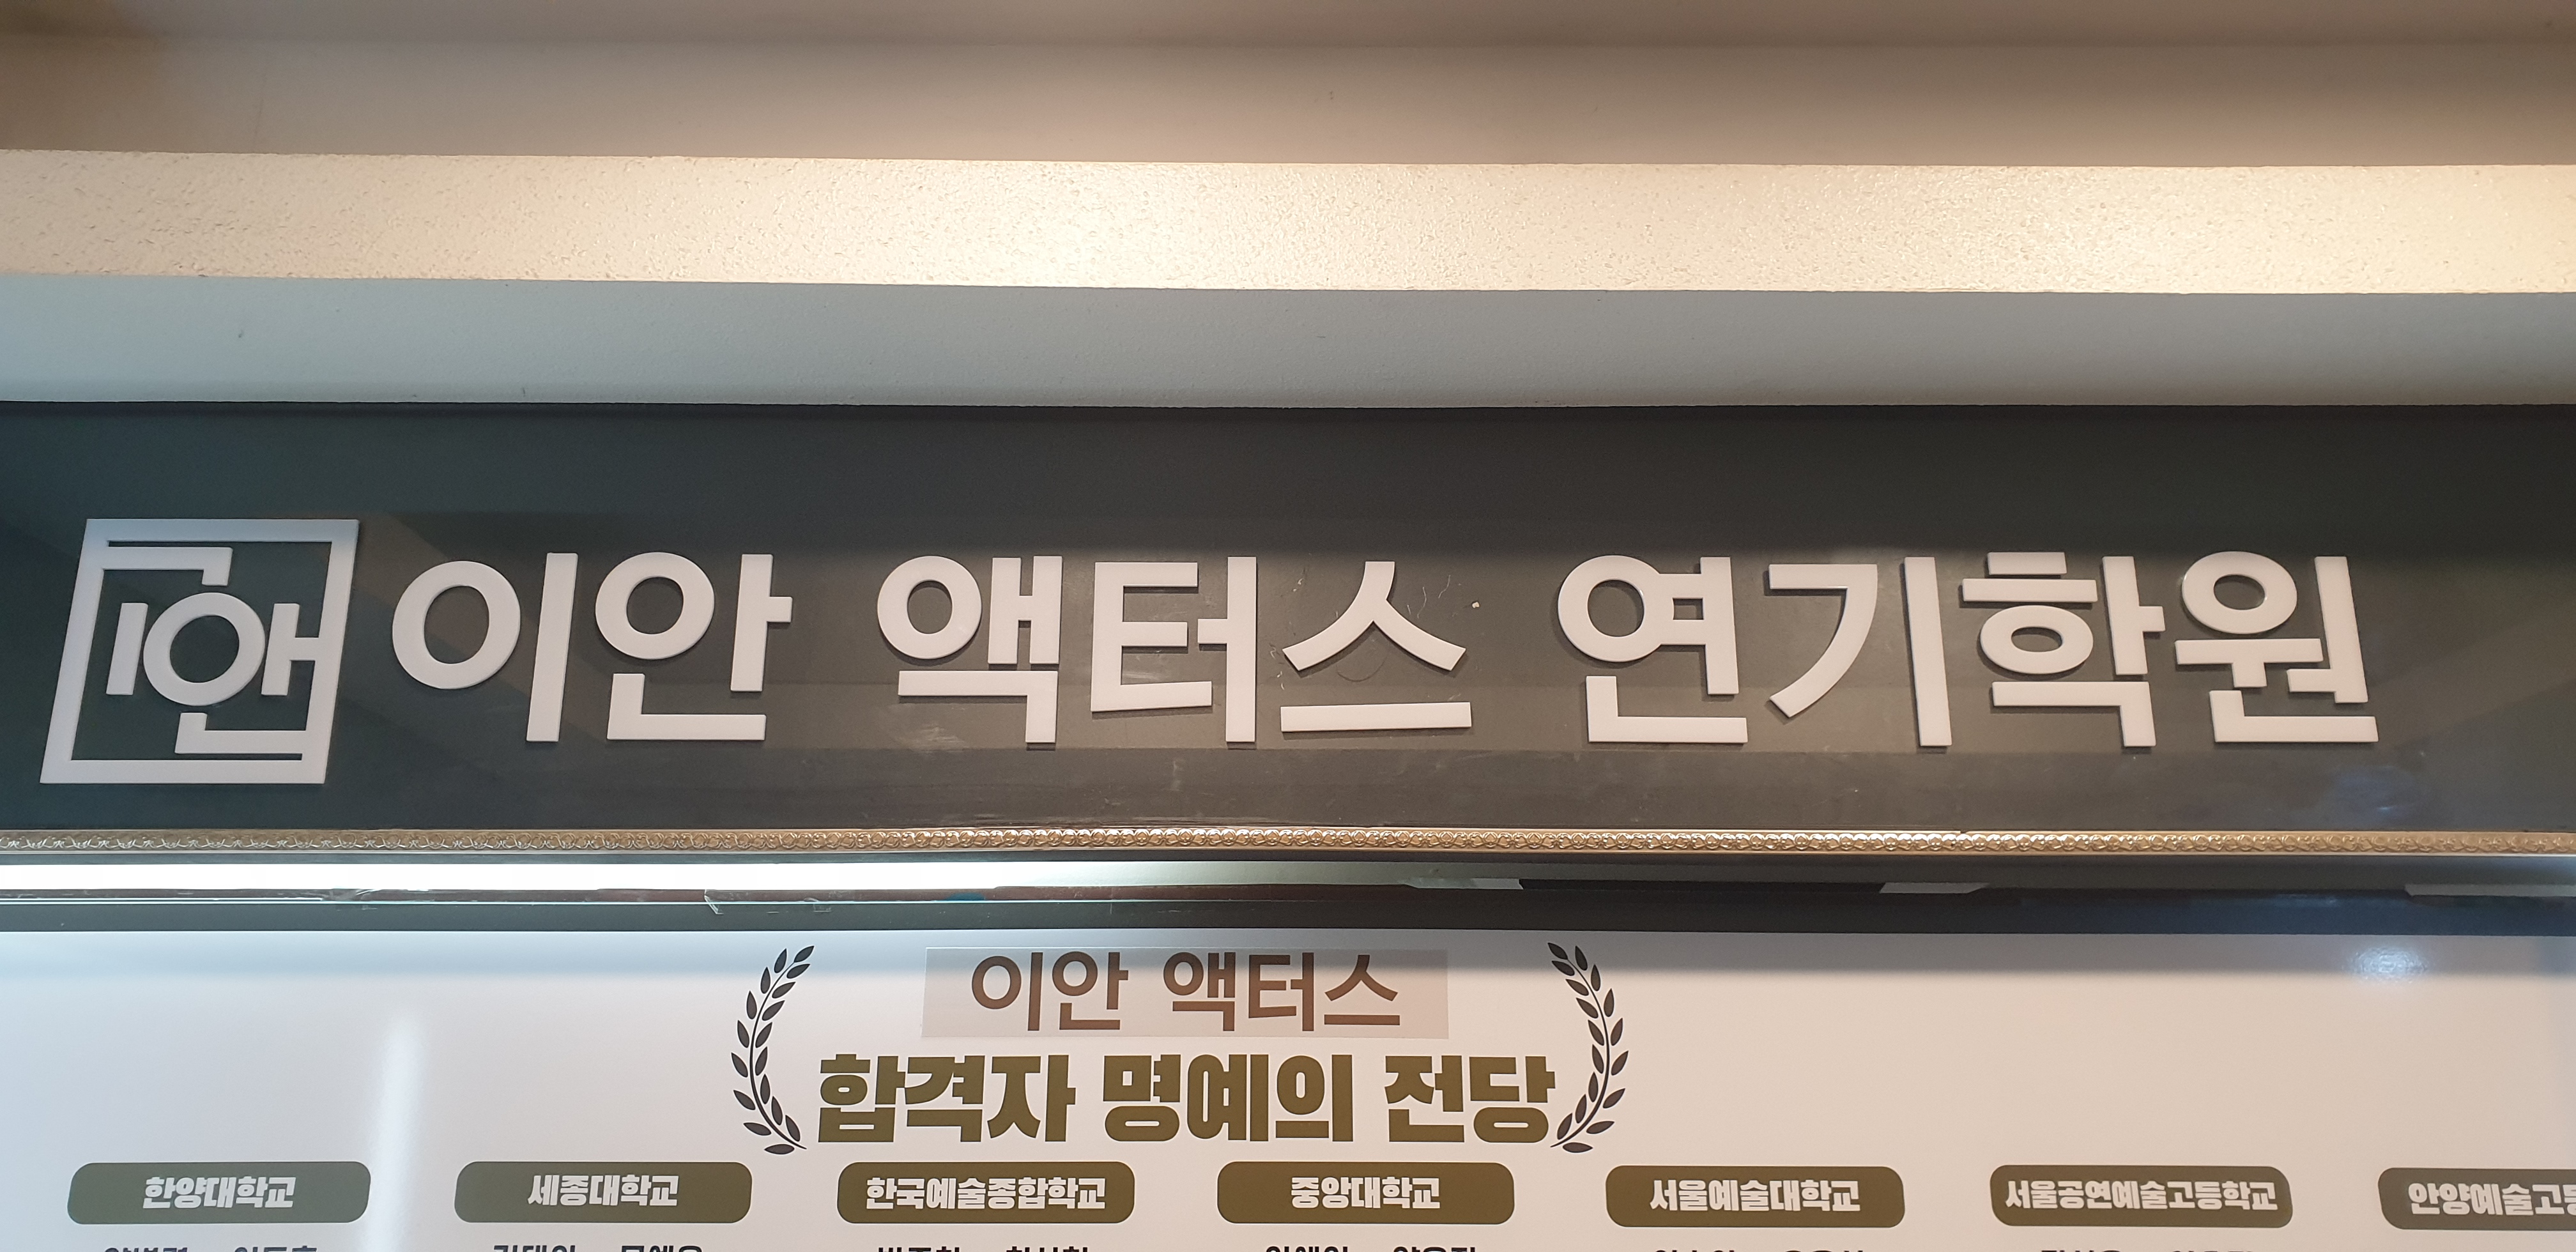 이안 이안 액터스 연기학원
이안 액터스
합격자 명예의 전당
한양대학교 세종대학교 한국예술종합학교 중앙대학교 서울예술대학교 서울공연예술고등학교